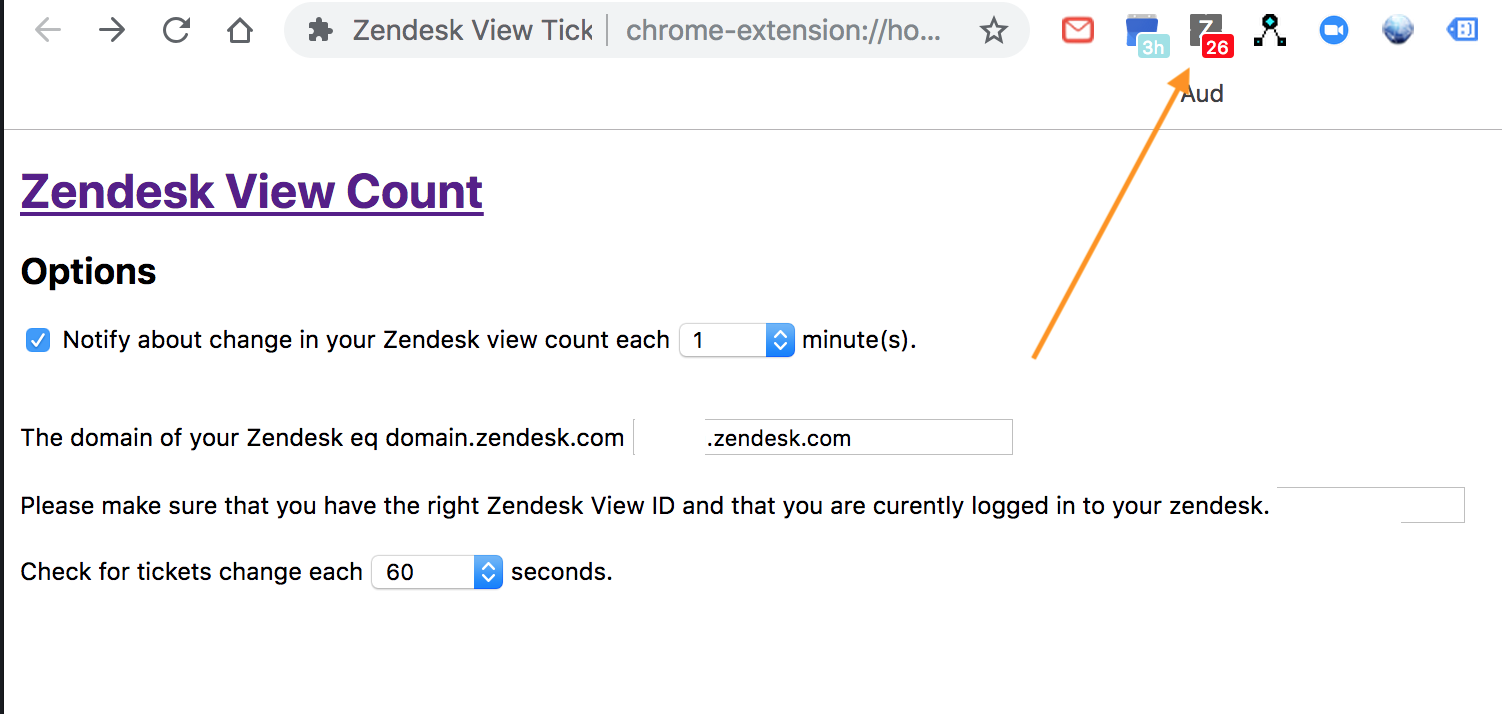 Zendesk View Tick
chrome-extension://ho...
3h
Z
26
Aud
Zendesk View Count
Options
Notify about change in your Zendesk view count each 1 minute(s).
The domain of your Zendesk eq domain.zendesk.com .zendesk.com
Please make sure that you have the right Zendesk View ID and that you are curently logged in to your zendesk.
Check for tickets change each 60 seconds.